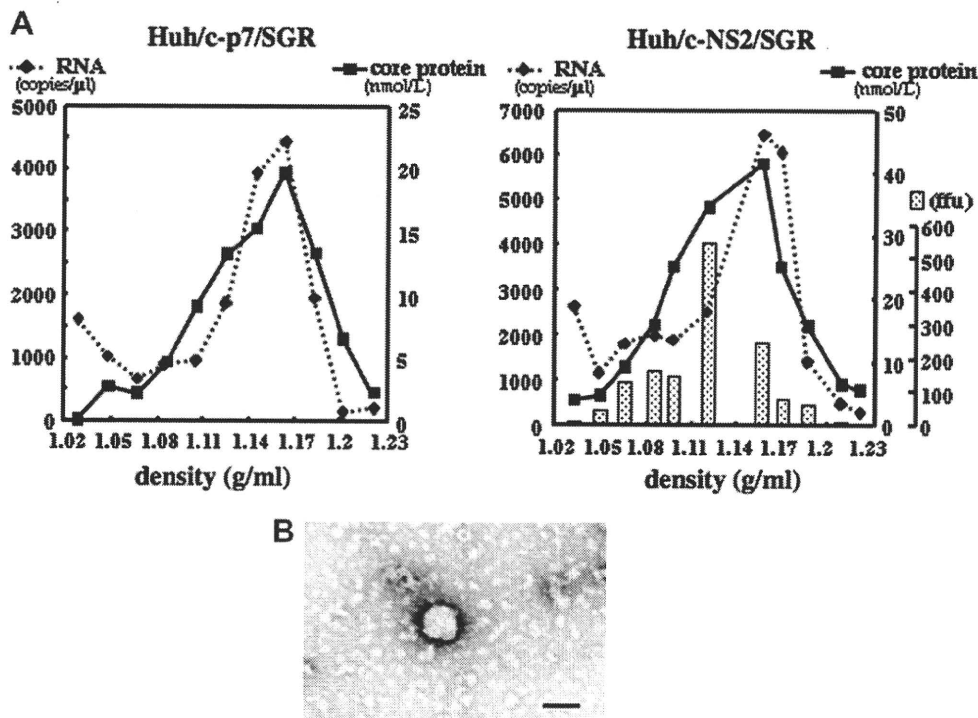 A
Huh/c-p7/SGR
RNA
(copies/μl)
core protein
(nmol/L)
5000
4000
3000
2000
1000
0
25
20
15
10
5
0
1.02 1.05 1.08 1.11 1.14 1.17 1.2 1.23
density (g/ml)
Huh/c-NS2/SGR
RNA
(copies/μl)
core protein
(nmol/L)
7000
6000
5000
4000
3000
2000
1000
0
50
40
30
20
10
0
(ffu)
600
500
400
300
200
100
0
1.02 1.05 1.08 1.11 1.14 1.17 1.2 1.23
density (g/ml)
B